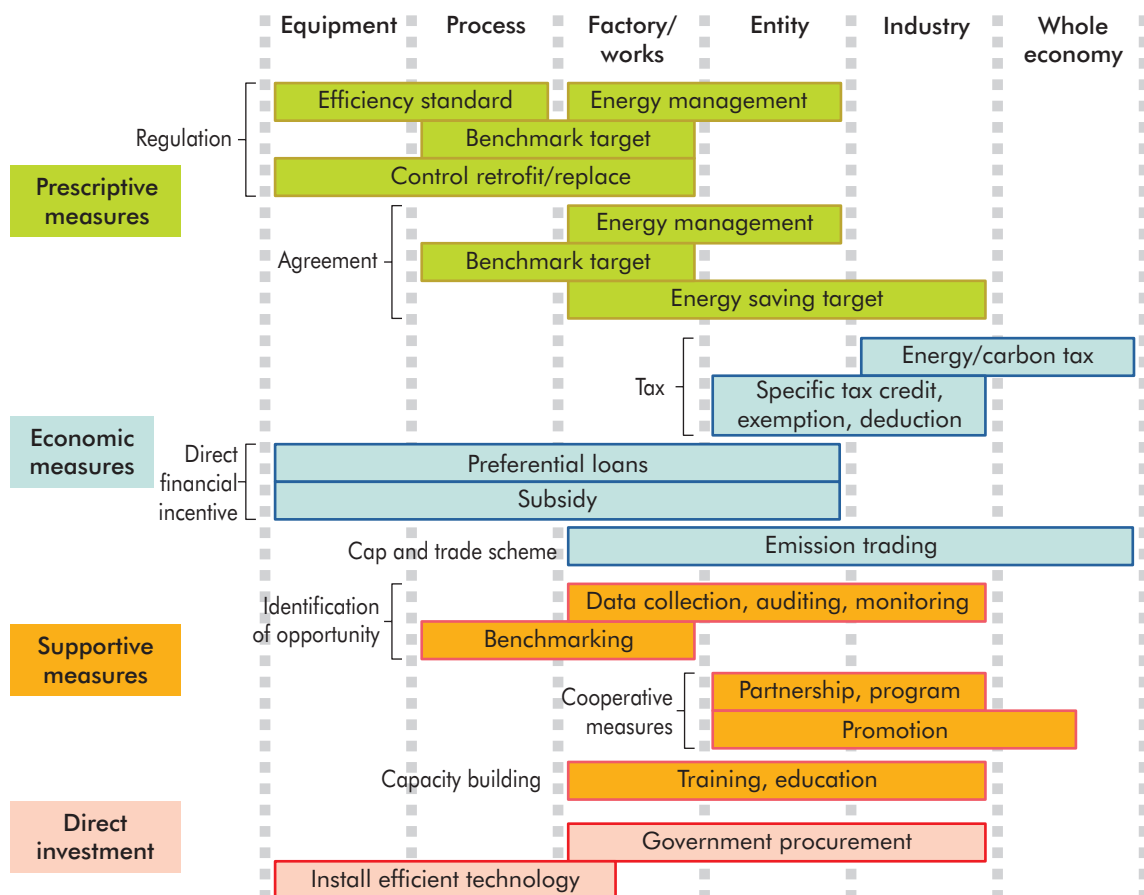 Equipment
Process
Factory/
works
Entity
Industry
Whole
economy
Prescriptive
measures
Regulation
Efficiency standard
Energy management
Benchmark target
Control retrofit/replace
Agreement
Energy management
Benchmark target
Energy saving target
Economic
measures
Tax
Energy/carbon tax
Specific tax credit,
exemption, deduction
Direct
financial
incentive
Preferential loans
Subsidy
Cap and trade scheme
Emission trading
Supportive
measures
Identification
of opportunity
Data collection, auditing, monitoring
Benchmarking
Cooperative
measures
Partnership, program
Promotion
Capacity building
Training, education
Direct
investment
Government procurement
Install efficient technology